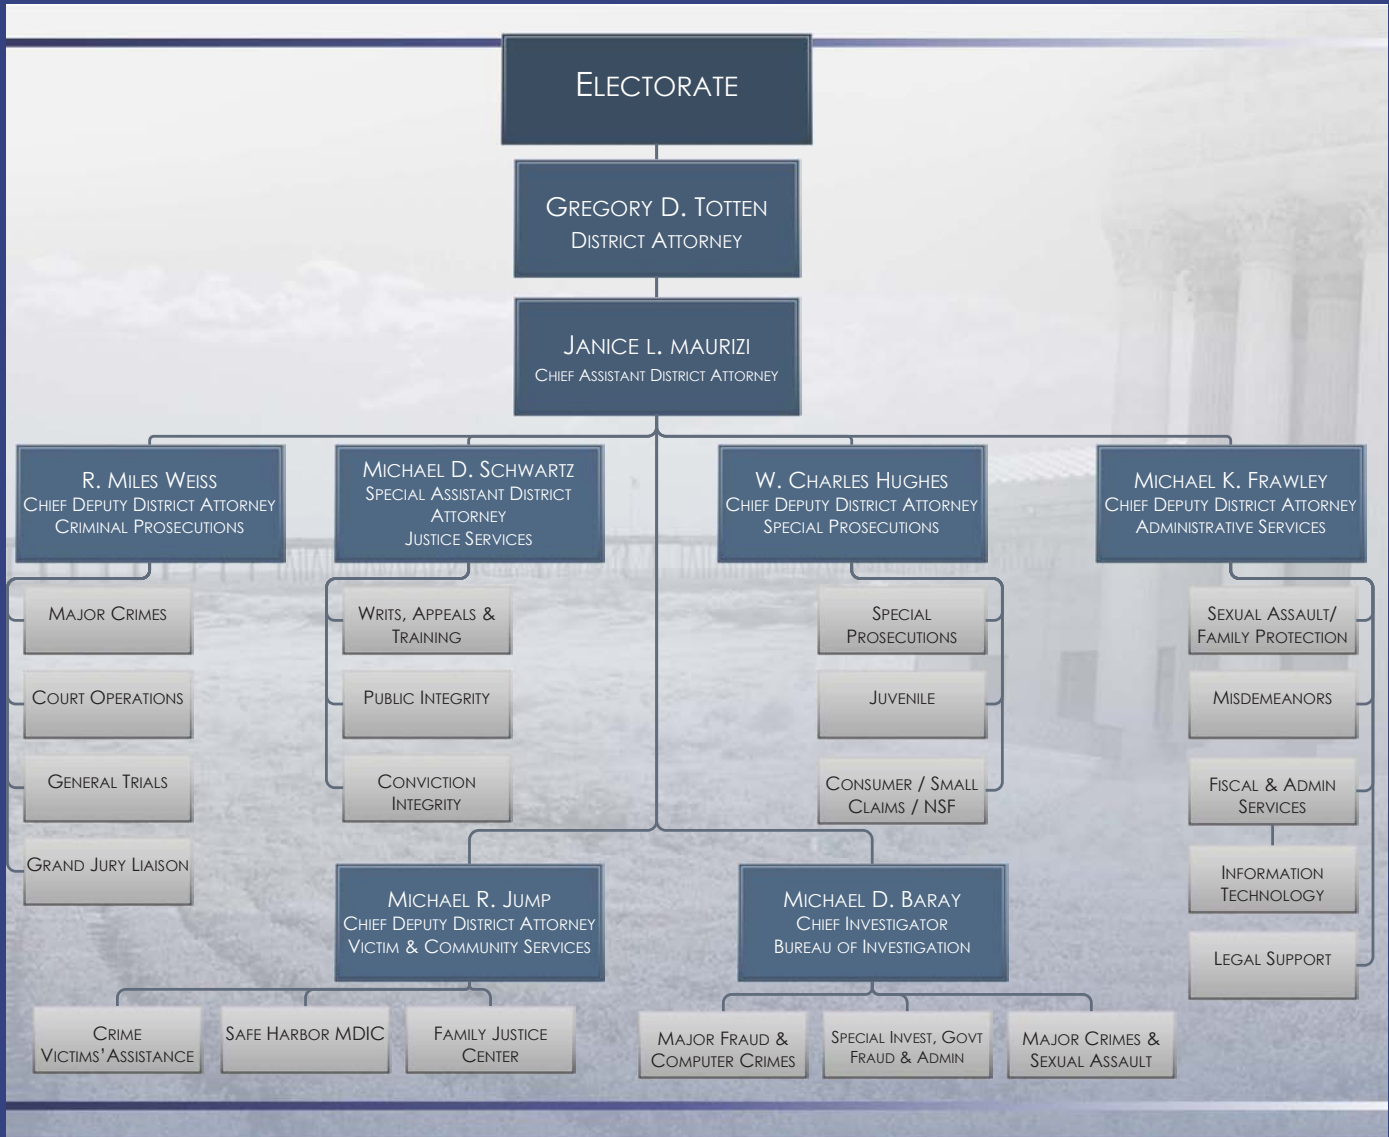 ELECTORATE
GREGORY D. TOTTEN
DISTRICT ATTORNEY
JANICE L. MAURIZI
CHIEF ASSISTANT DISTRICT ATTORNEY
R. MILES WEISS
CHIEF DEPUTY DISTRICT ATTORNEY
CRIMINAL PROSECUTIONS
MICHAEL D. SCHWARTZ
SPECIAL ASSISTANT DISTRICT
ATTORNEY
JUSTICE SERVICES
W. CHARLES HUGHES
CHIEF DEPUTY DISTRICT ATTORNEY
SPECIAL PROSECUTIONS
MICHAEL K. FRAWLEY
CHIEF DEPUTY DISTRICT ATTORNEY
ADMINISTRATIVE SERVICES
MAJOR CRIMES
COURT OPERATIONS
GENERAL TRIALS
GRAND JURY LIAISON
WRITS, APPEALS &
TRAINING
PUBLIC INTEGRITY
CONVICTION
INTEGRITY
SPECIAL
PROSECUTIONS
JUVENILE
CONSUMER / SMALL
CLAIMS / NSF
SEXUAL ASSAULT/
FAMILY PROTECTION
MISDEMEANORS
FISCAL & ADMIN
SERVICES
INFORMATION
TECHNOLOGY
LEGAL SUPPORT
MICHAEL R. JUMP
CHIEF DEPUTY DISTRICT ATTORNEY
VICTIM & COMMUNITY SERVICES
MICHAEL D. BARAY
CHIEF INVESTIGATOR
BUREAU OF INVESTIGATION
CRIME
VICTIMS'ASSISTANCE
SAFE HARBOR MDIC
FAMILY JUSTICE
CENTER
MAJOR FRAUD &
COMPUTER CRIMES
SPECIAL INVEST, GOVT
FRAUD & ADMIN
MAJOR CRIMES &
SEXUAL ASSAULT